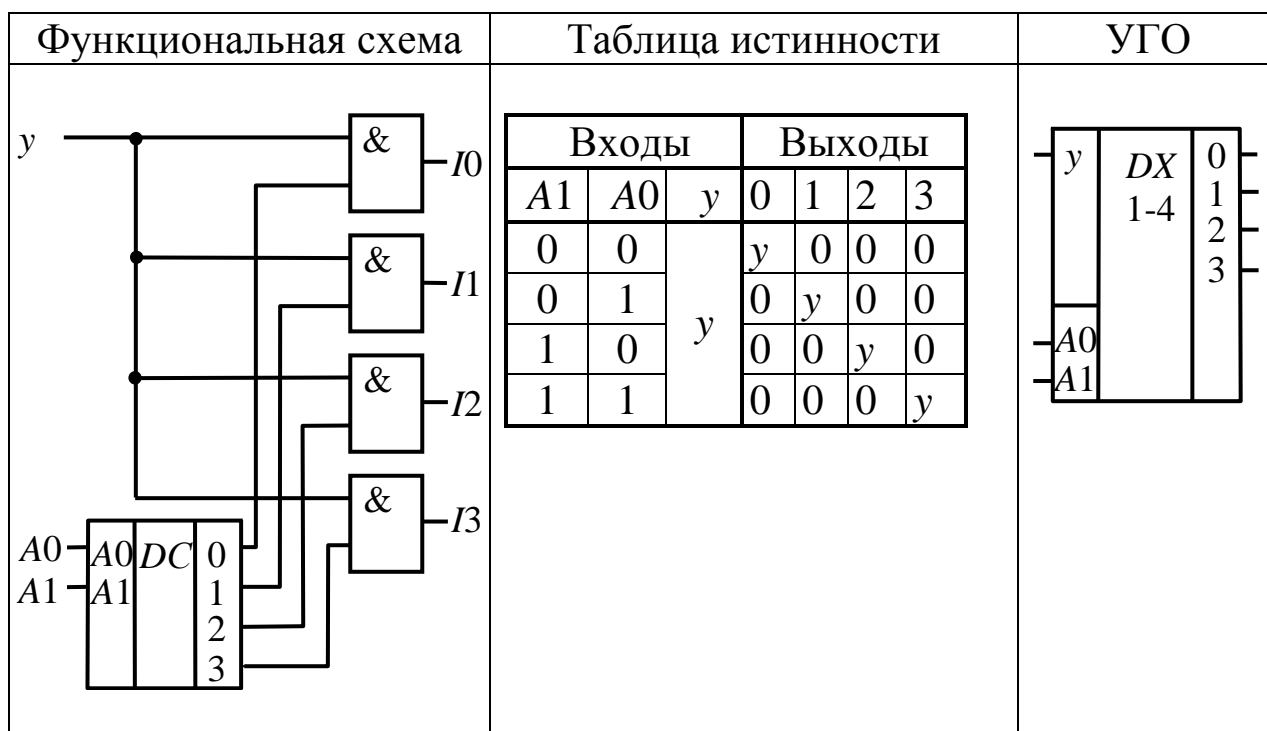 Функциональная схема
Таблица истинности
УГО
y
&
I0
&
I1
&
I2
&
I3
A0
A1
A0
A1
DC
0
1
2
3
Входы Выходы
A1 A0 y 0 1 2 3
0 0 y y 0 0 0
0 1 0 y 0 0
1 0 0 0 y 0
1 1 0 0 0 y
y
A0
A1
DX
1-4
0
1
2
3